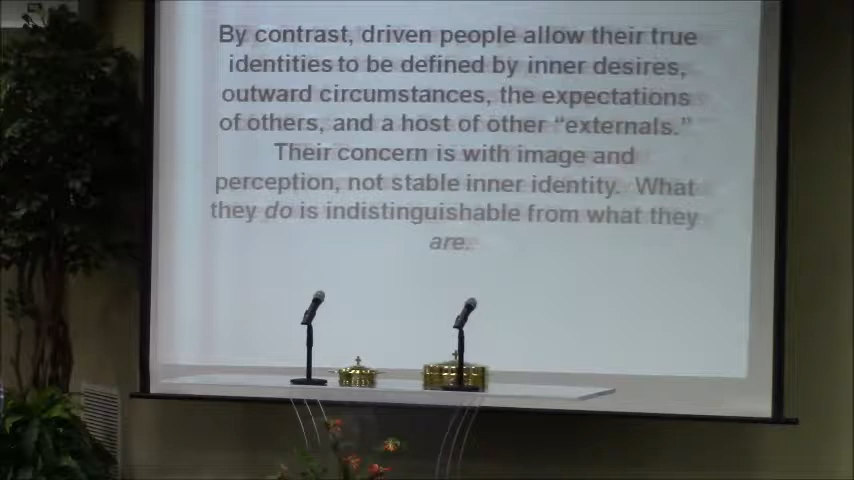 By contrast, driven people allow their true
identities to be defined by inner desires,
outward circumstances, the expectations
of others, and a host of other “externals.”
Their concern is with image and
perception, not stable inner identity. What
they do is indistinguishable from what they
are.